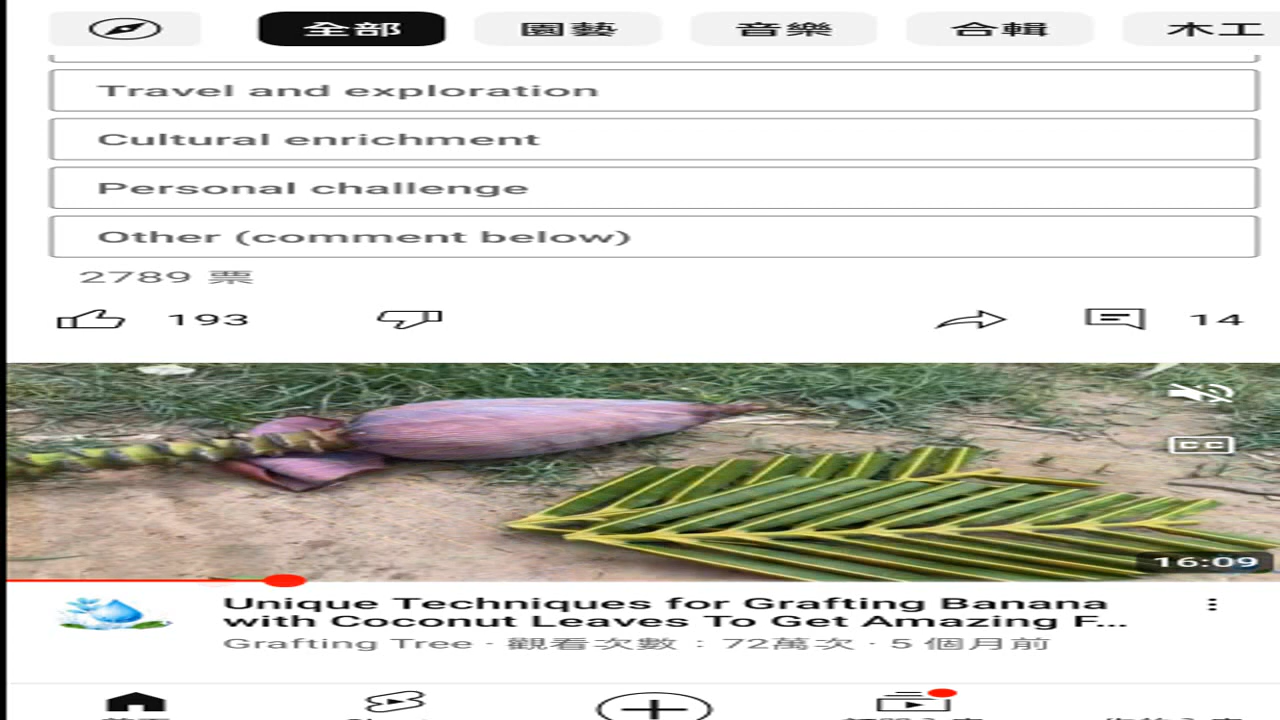 全部 園藝 音樂 合輯 木工
Travel and exploration
Cultural enrichment
Personal challenge
Other (comment below)
2789 票
193 14
CC
16:09
Unique Techniques for Grafting Banana
with Coconut Leaves To Get Amazing F...
Grafting Tree · 觀看次數：72萬次 · 5 個月前